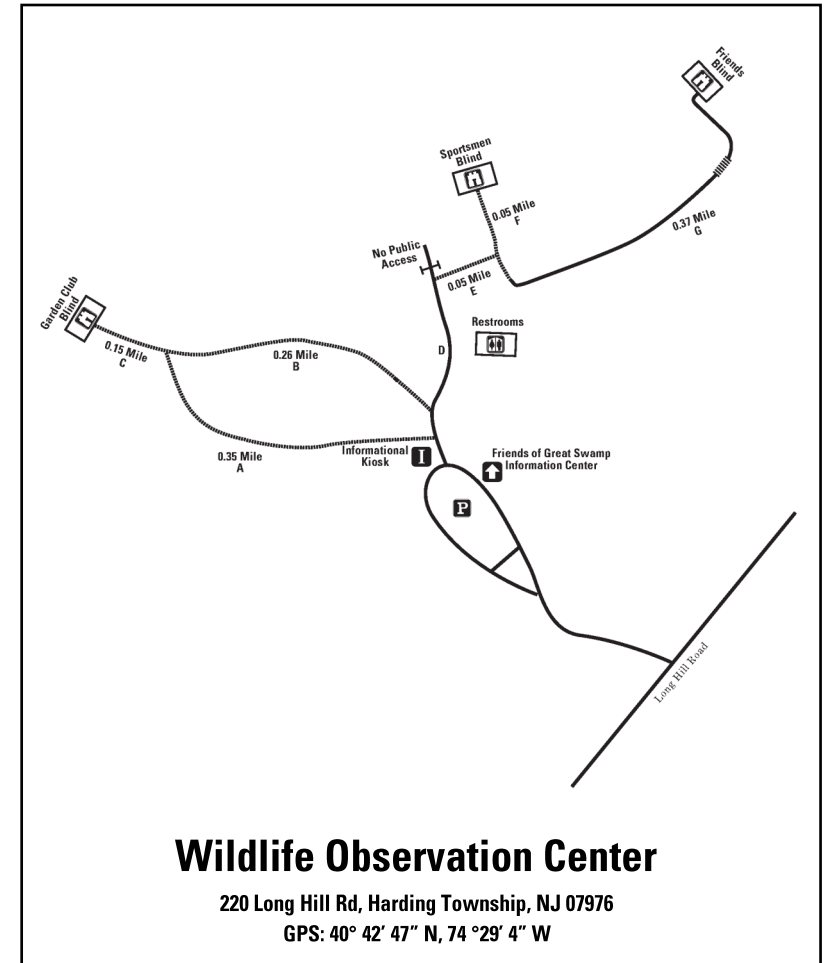 Friends
Blind
Sportsmen
Blind
0.05 Mile
F
0.37 Mile
G
No Public
Access
0.05 Mile
E
Garden Club
Blind
0.15 Mile
C
0.26 Mile
B
D
Restrooms
0.35 Mile
A
Informational
Kiosk
I
Friends of Great Swamp
Information Center
P
Long Hill Road
Wildlife Observation Center
220 Long Hill Rd, Harding Township, NJ 07976
GPS: 40° 42′ 47″ N, 74 °29′ 4″ W